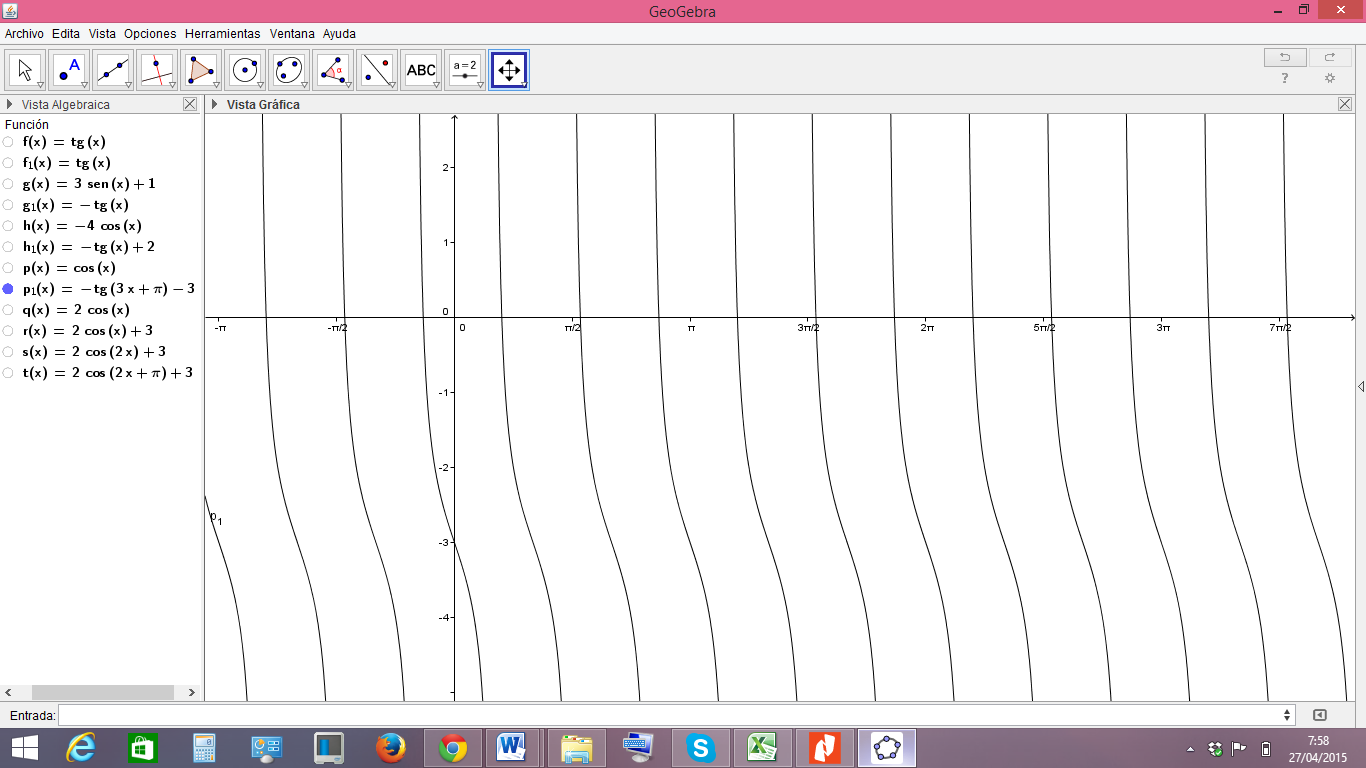 GeoGebra
Archivo Edita Vista Opciones Herramientas Ventana Ayuda
A α ABC a=2 ?
Vista Algebraica Vista Gráfica
Función
f(x) = tg(x)
f₁(x) = tg(x)
g(x) = 3 sen(x)+1
g₁(x) = −tg(x)
h(x) = −4 cos(x)
h₁(x) = −tg(x)+2
p(x) = cos(x)
p₁(x) = −tg(3x+π)−3
q(x) = 2 cos(x)
r(x) = 2 cos(x)+3
s(x) = 2 cos(2x)+3
t(x) = 2 cos(2x+π)+3
2
1
0
-π -π/2 0 π/2 π 3π/2 2π 5π/2 3π 7π/2
-1
-2
p₁
-3
-4
Entrada:
7:58
27/04/2015